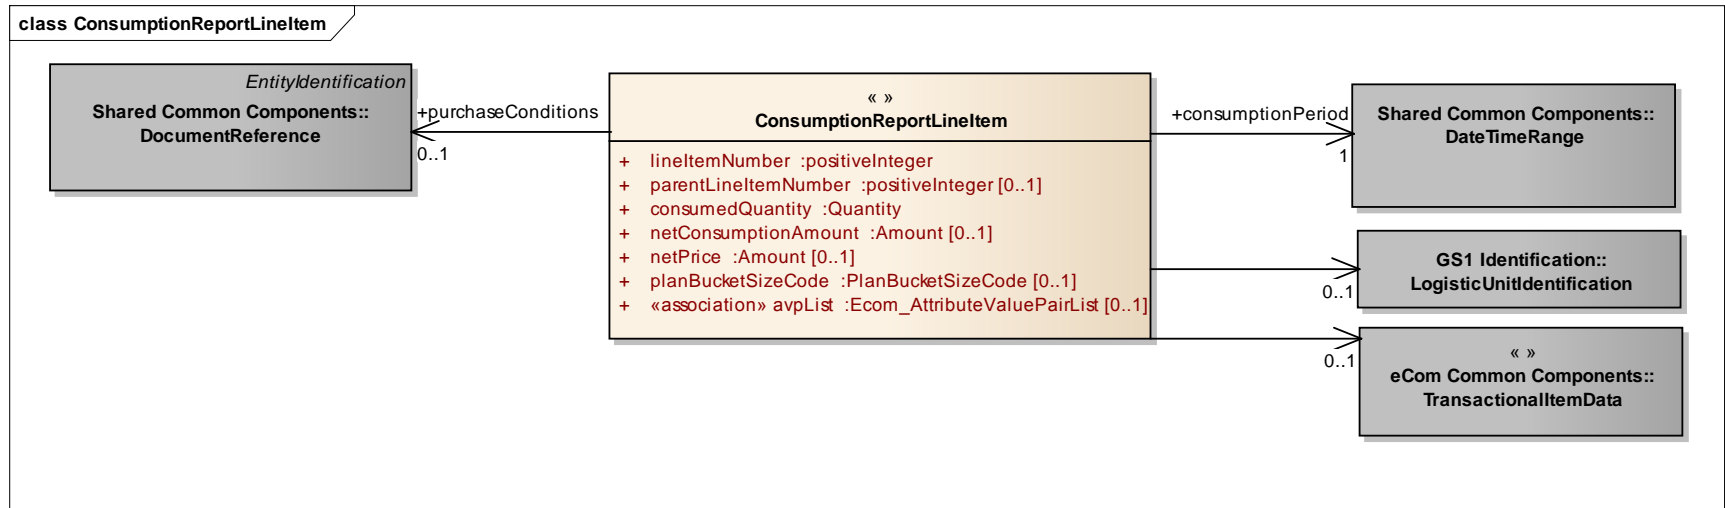 class ConsumptionReportLineItem
EntityIdentification
Shared Common Components::
DocumentReference
+purchaseConditions
0..1
« »
ConsumptionReportLineItem
+ lineItemNumber :positiveInteger
+ parentLineItemNumber :positiveInteger [0..1]
+ consumedQuantity :Quantity
+ netConsumptionAmount :Amount [0..1]
+ netPrice :Amount [0..1]
+ planBucketSizeCode :PlanBucketSizeCode [0..1]
+ «association» avpList :Ecom_AttributeValuePairList [0..1]
+consumptionPeriod
1
Shared Common Components::
DateTimeRange
0..1
GS1 Identification::
LogisticUnitIdentification
0..1
« »
eCom Common Components::
TransactionalItemData